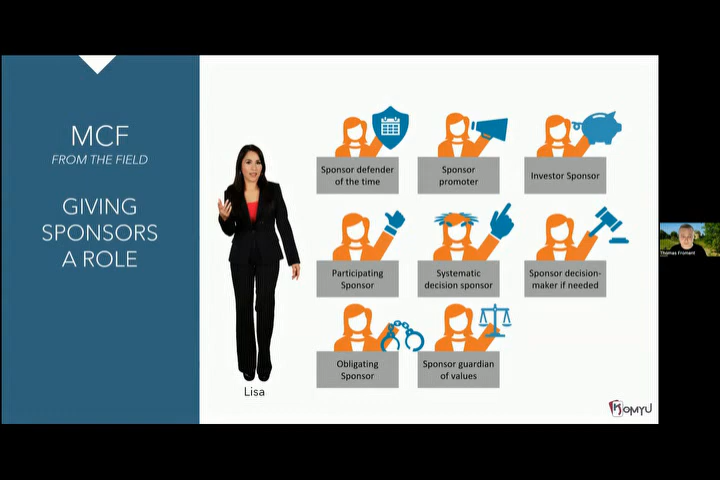 MCF
FROM THE FIELD
GIVING
SPONSORS
A ROLE
Lisa
Sponsor defender
of the time
Sponsor
promoter
Investor Sponsor
Participating
Sponsor
Systematic
decision sponsor
Sponsor decision-
maker if needed
Obligating
Sponsor
Sponsor guardian
of values
KOMYU
Thomas Froment